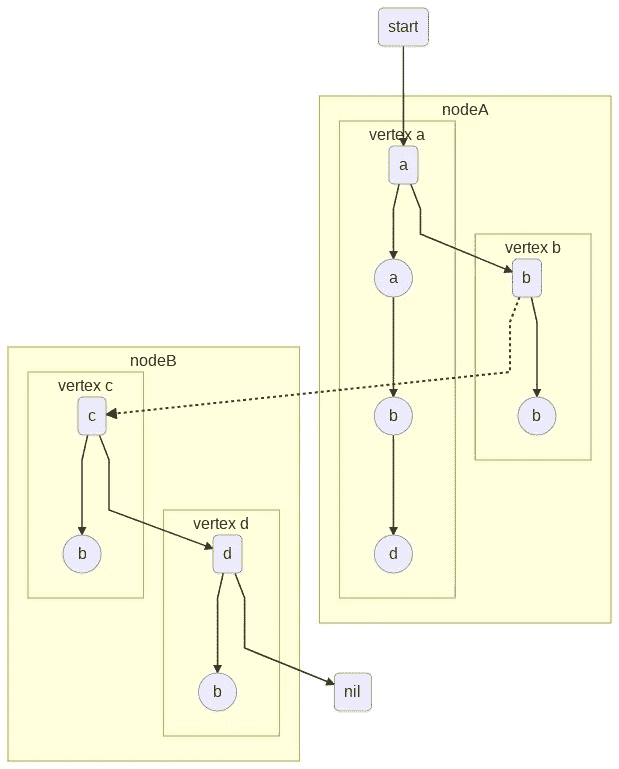 start
nodeA
vertex a
a
vertex b
a
b
nodeB
vertex c
c
b
b
vertex d
b
d
d
b
nil